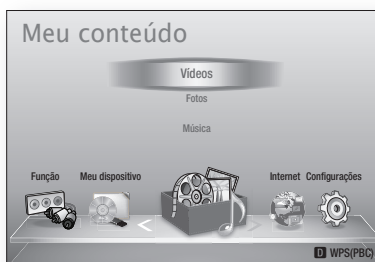 Meu conteúdo
Vídeos
Fotos
Música
Função Meu dispositivo Internet Configurações
D WPS(PBC)